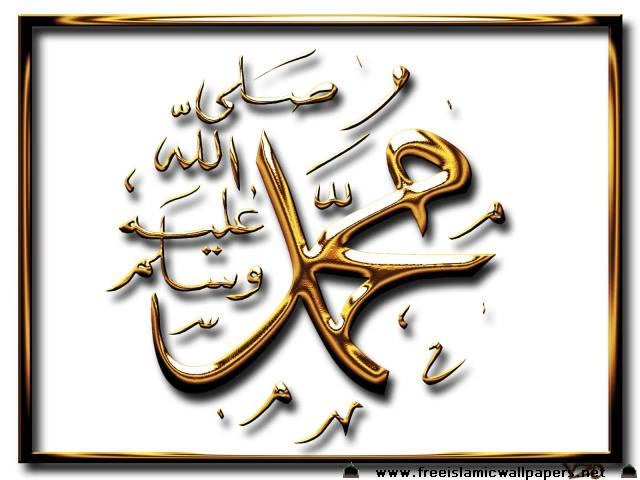 محمد
صلى
الله
عليه
وسلم
www.freeislamicwallpapers.net